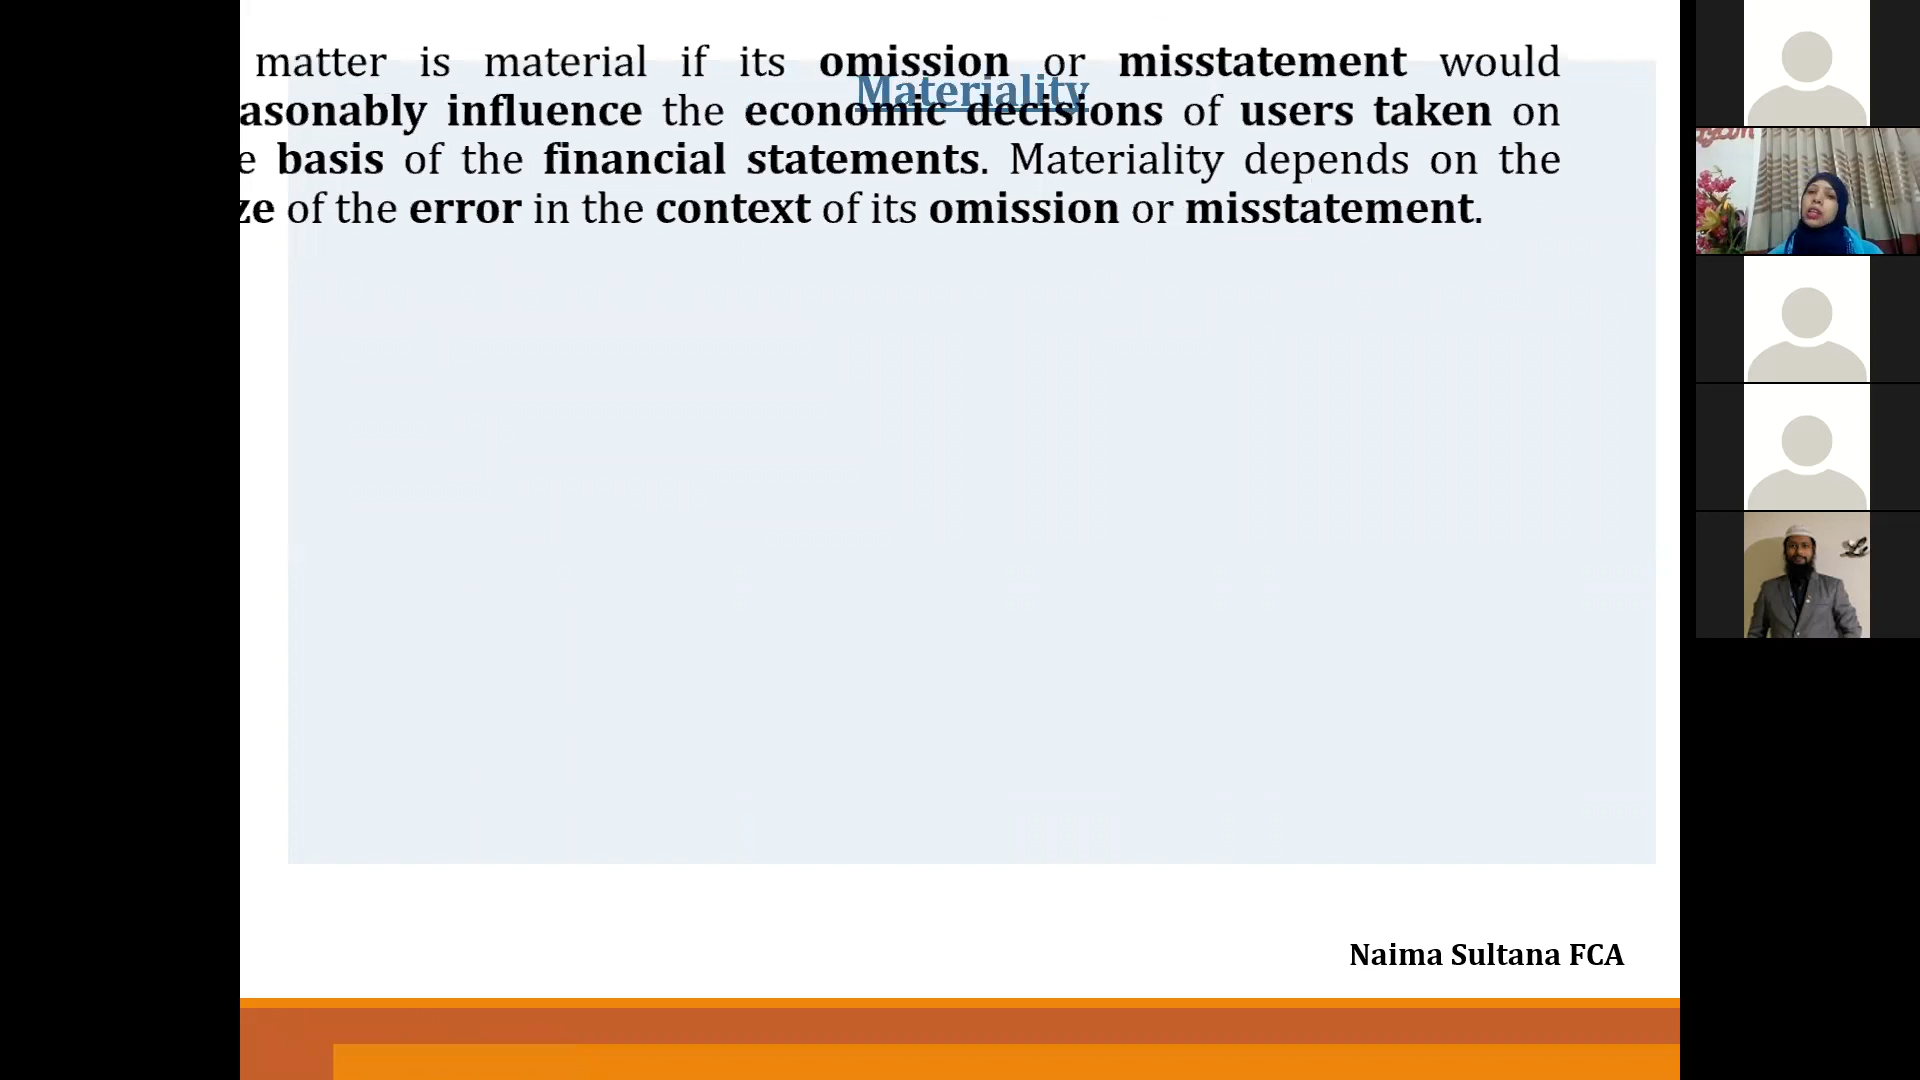 Materiality
matter is material if its omission or misstatement would
asonably influence the economic decisions of users taken on
e basis of the financial statements. Materiality depends on the
ze of the error in the context of its omission or misstatement.
Naima Sultana FCA